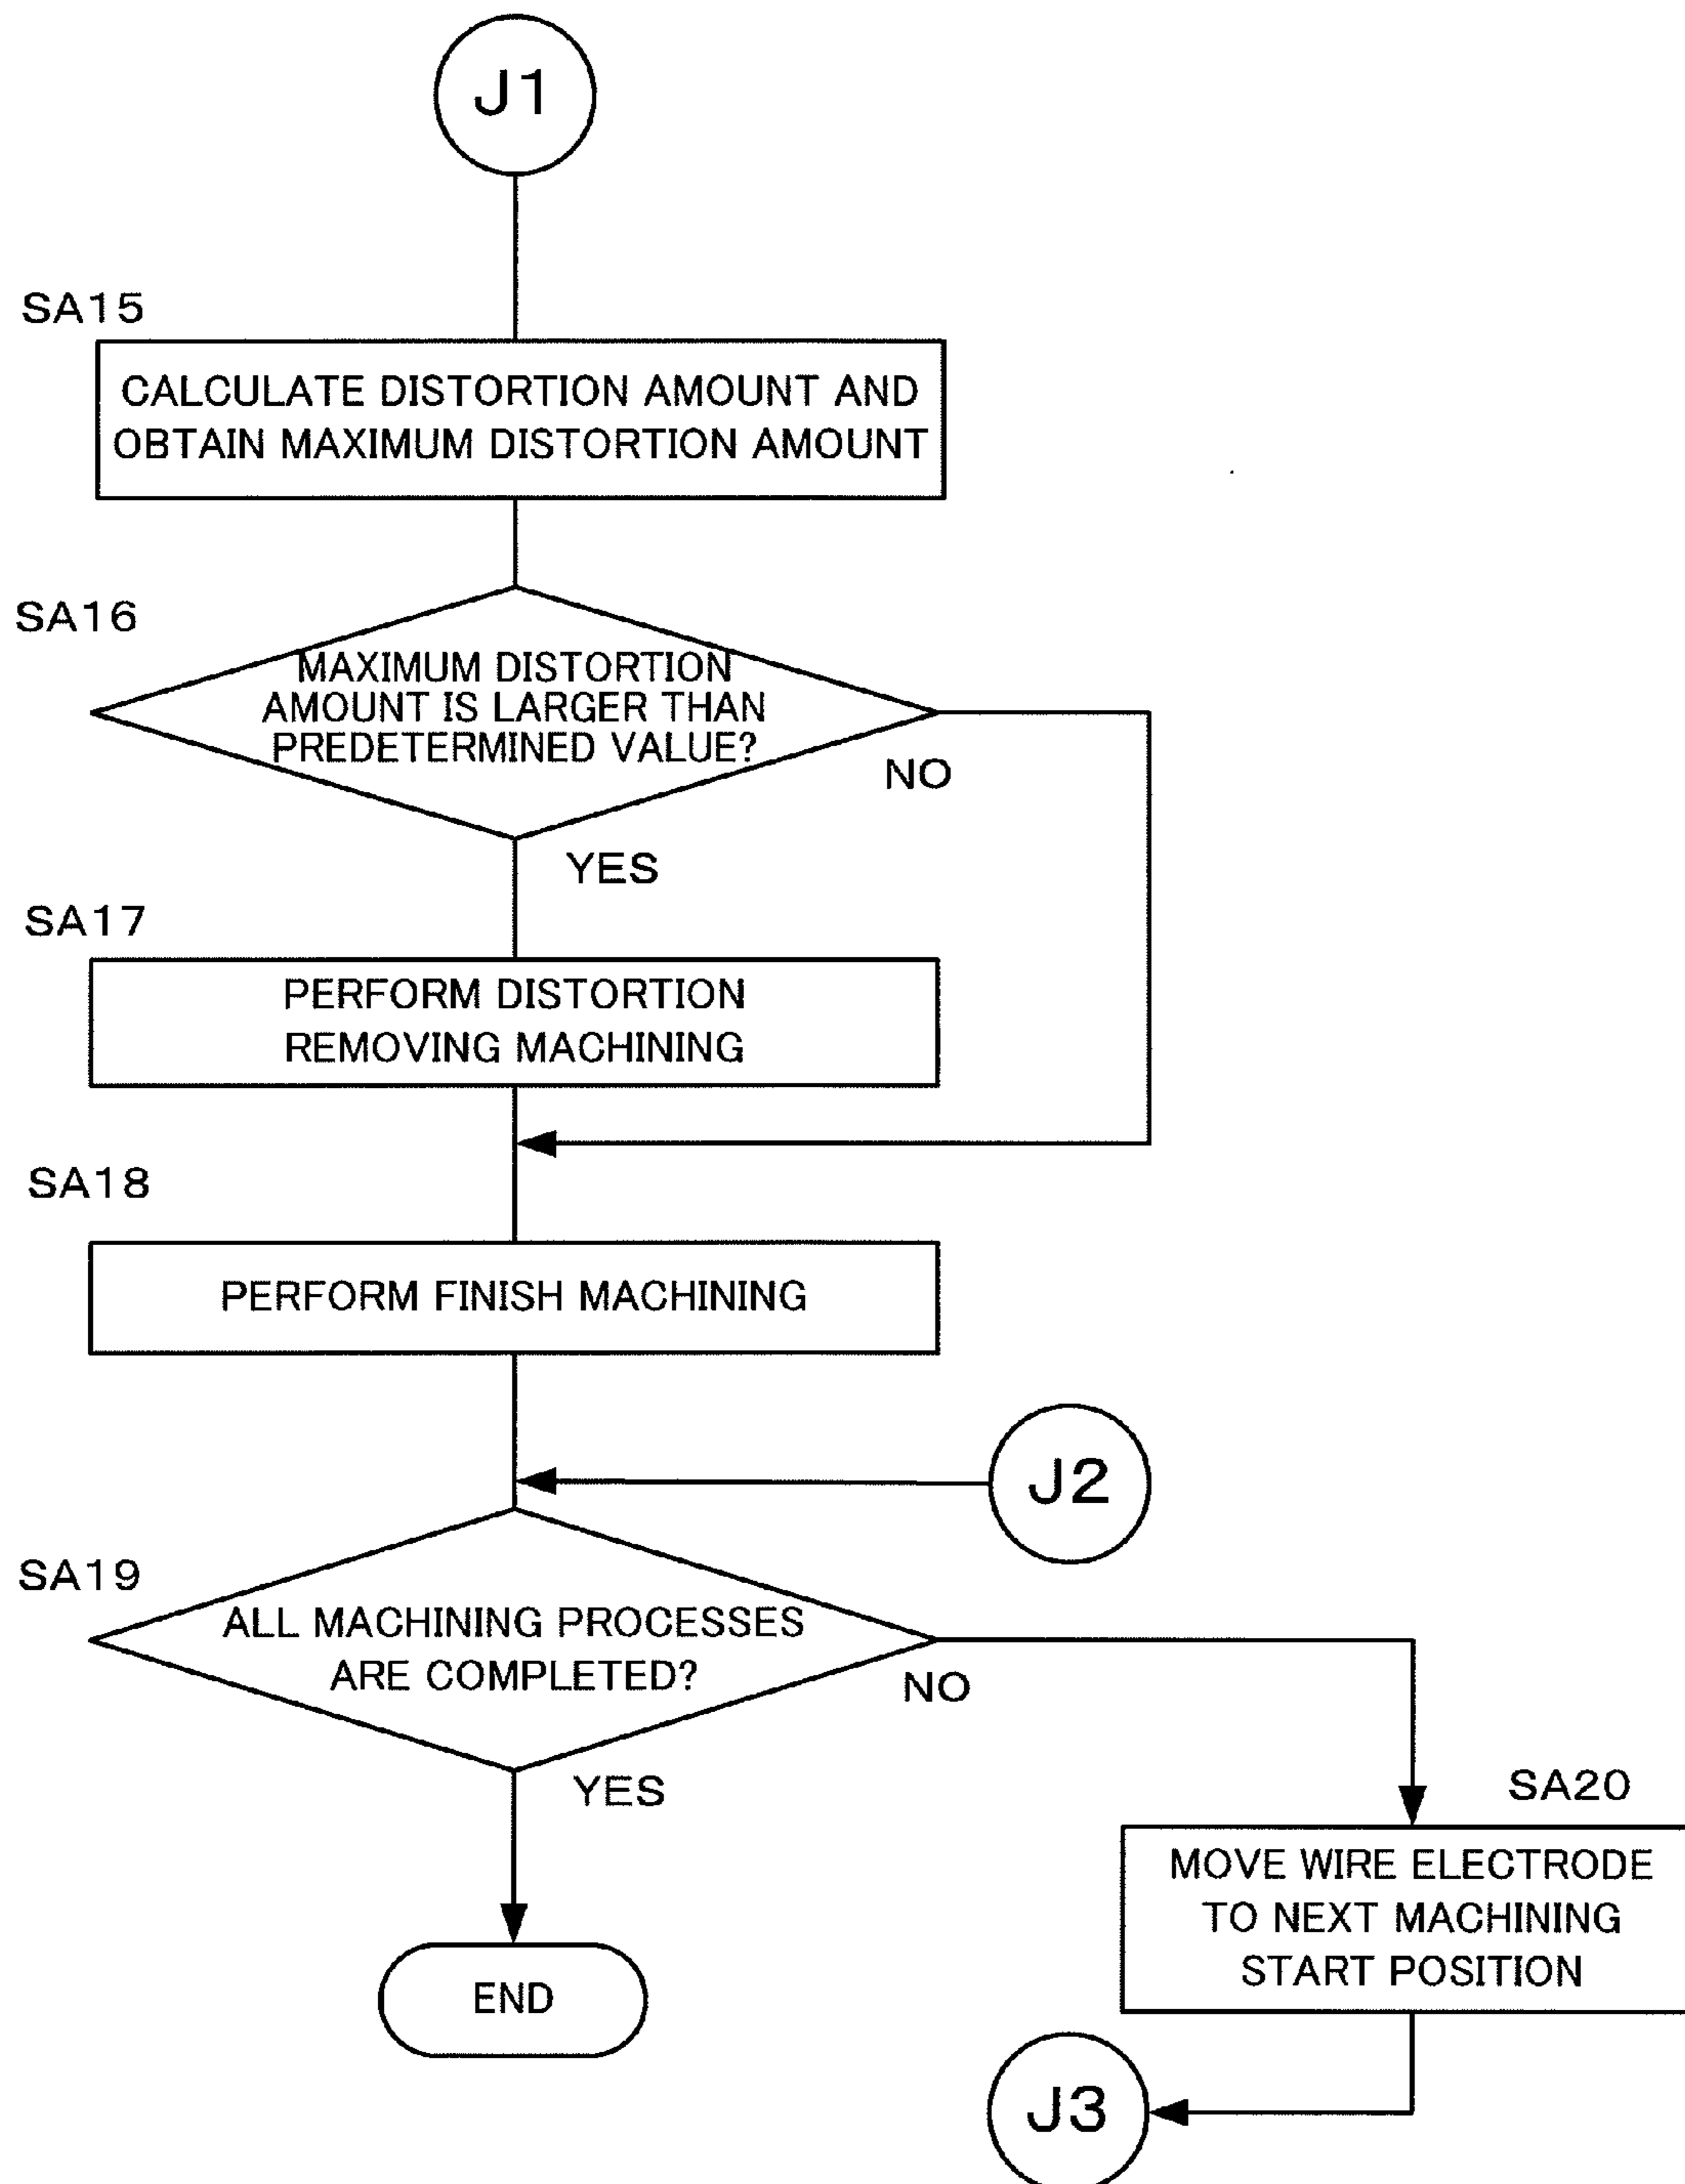 J1
SA15
CALCULATE DISTORTION AMOUNT AND
OBTAIN MAXIMUM DISTORTION AMOUNT
SA16
MAXIMUM DISTORTION
AMOUNT IS LARGER THAN
PREDETERMINED VALUE?
NO
YES
SA17
PERFORM DISTORTION
REMOVING MACHINING
SA18
PERFORM FINISH MACHINING
J2
SA19
ALL MACHINING PROCESSES
ARE COMPLETED?
NO
YES
SA20
MOVE WIRE ELECTRODE
TO NEXT MACHINING
START POSITION
END
J3